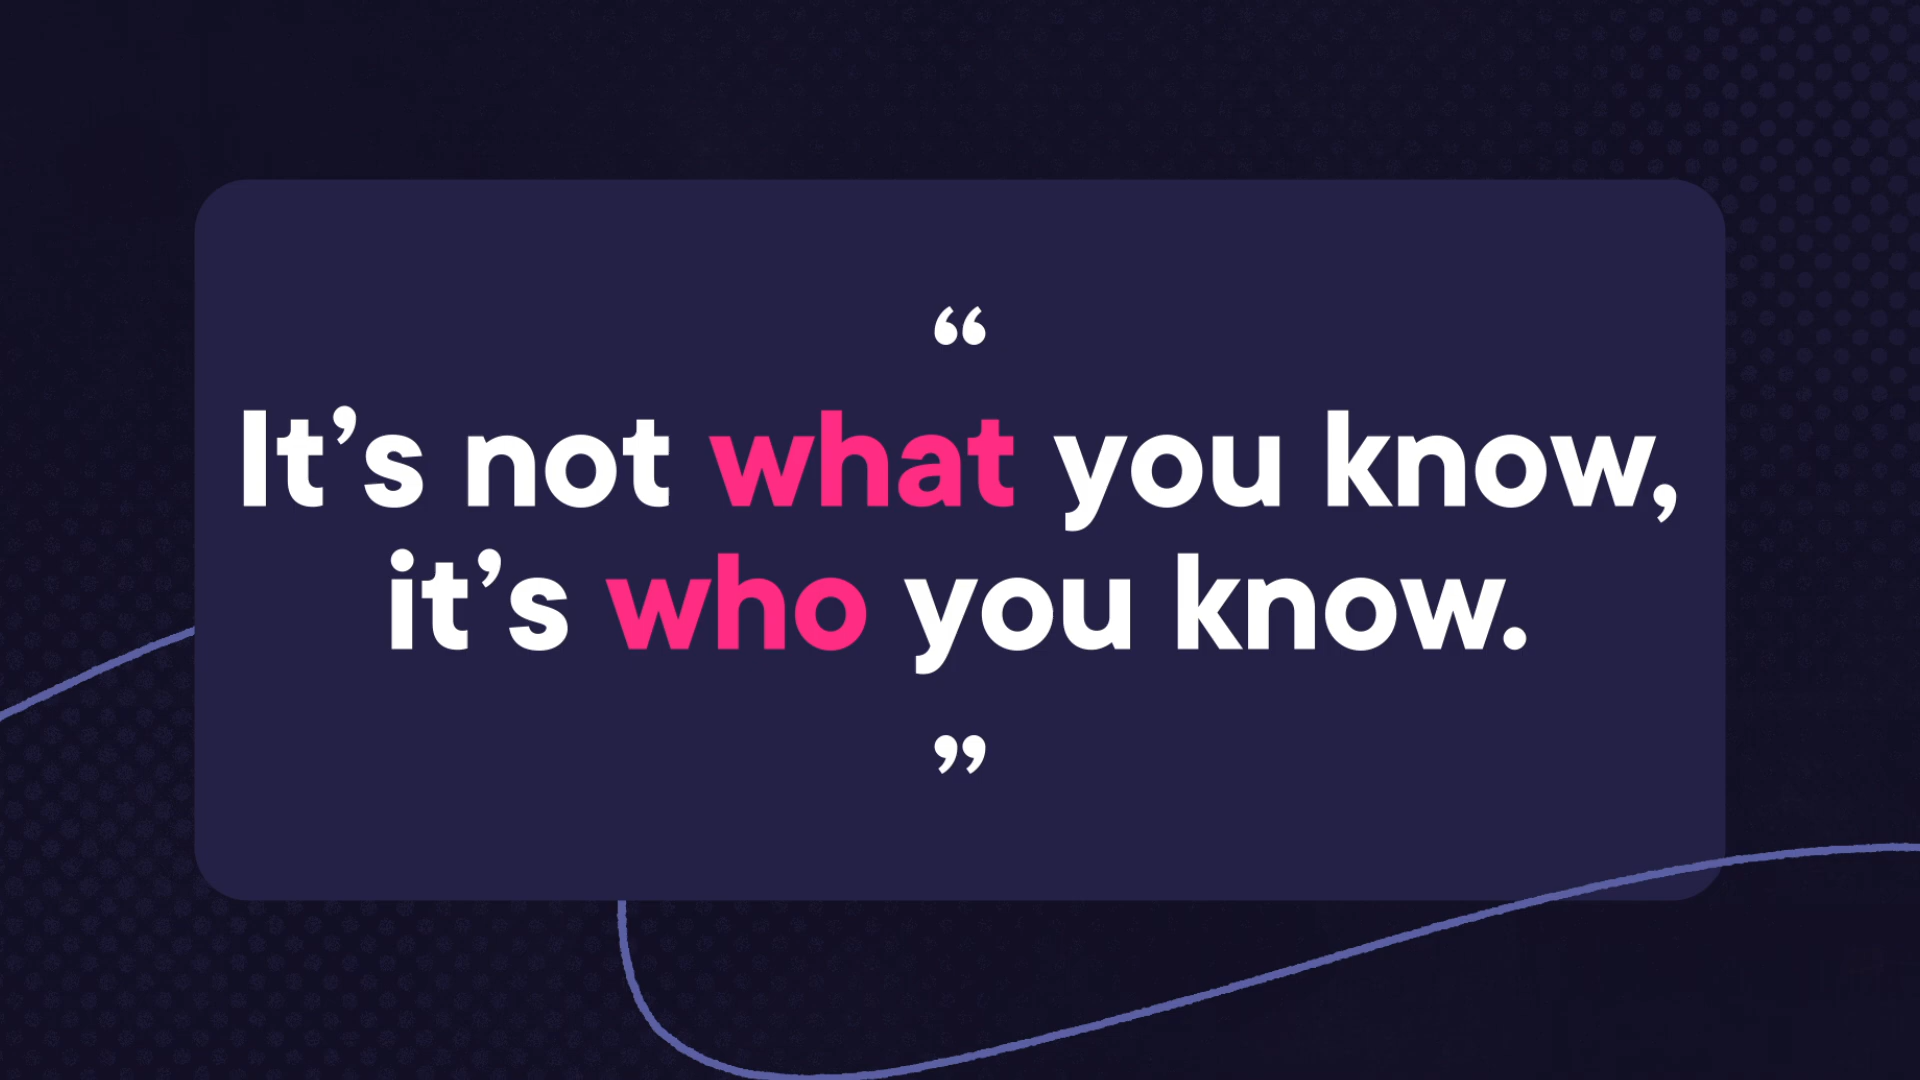 “
It’s not what you know,
it’s who you know.
”